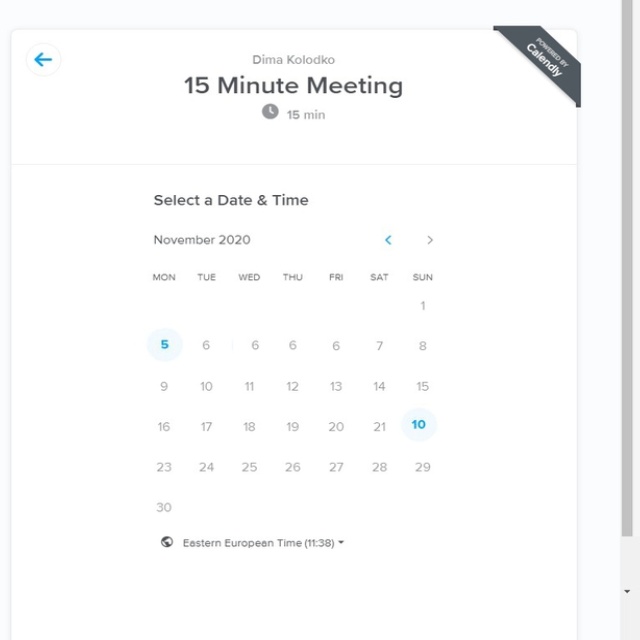 POWERED BY
Calendly
Dima Kolodko
15 Minute Meeting
15 min
Select a Date & Time
November 2020
MON TUE WED THU FRI SAT SUN
1
5 6 6 6 6 7 8
9 10 11 12 13 14 15
16 17 18 19 20 21 10
23 24 25 26 27 28 29
30
Eastern European Time (11:38)